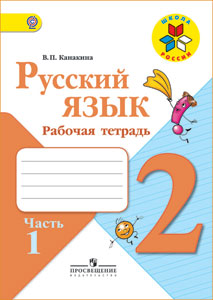 ШКОЛА
РОССИИ
В.П. Канакина
Русский
язык
Рабочая тетрадь
2
Часть
1
ПРОСВЕЩЕНИЕ
ИЗДАТЕЛЬСТВО